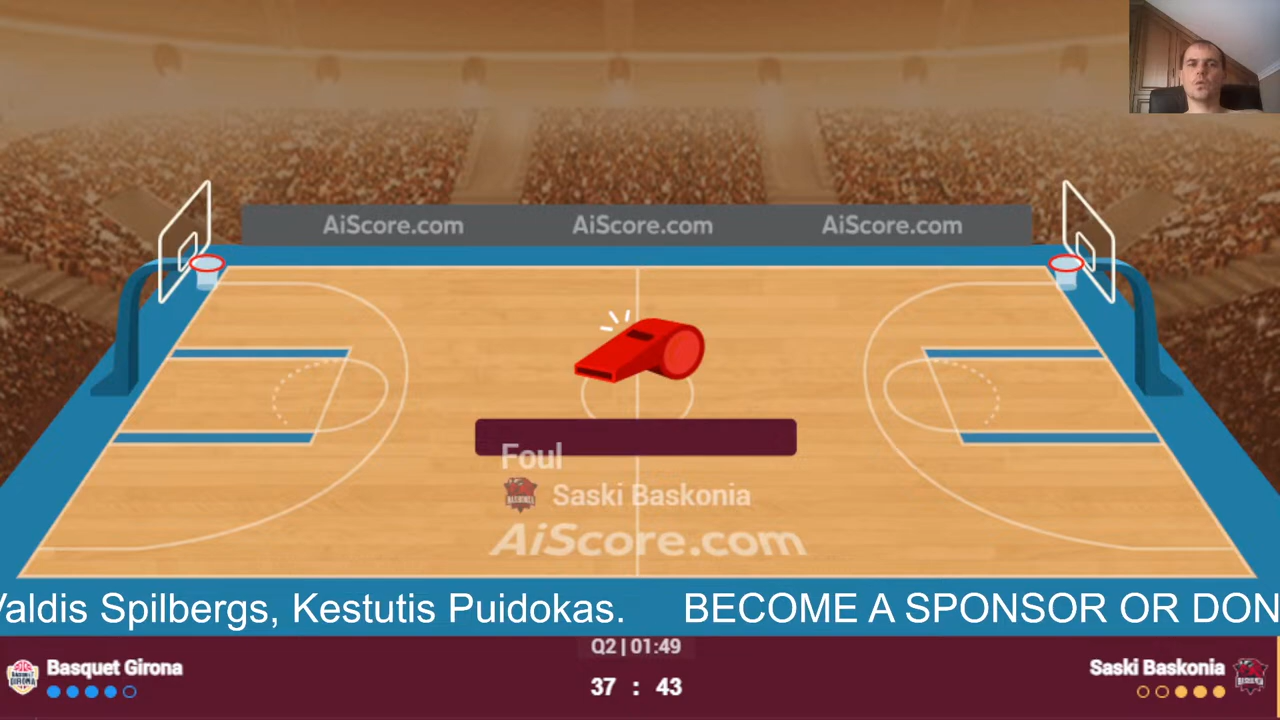 AiScore.com AiScore.com AiScore.com
Foul
Saski Baskonia
AiScore.com
Valdis Spilbergs, Kestutis Puidokas. BECOME A SPONSOR OR DON
Q2 | 01:49
Basquet Girona
37 : 43
Saski Baskonia